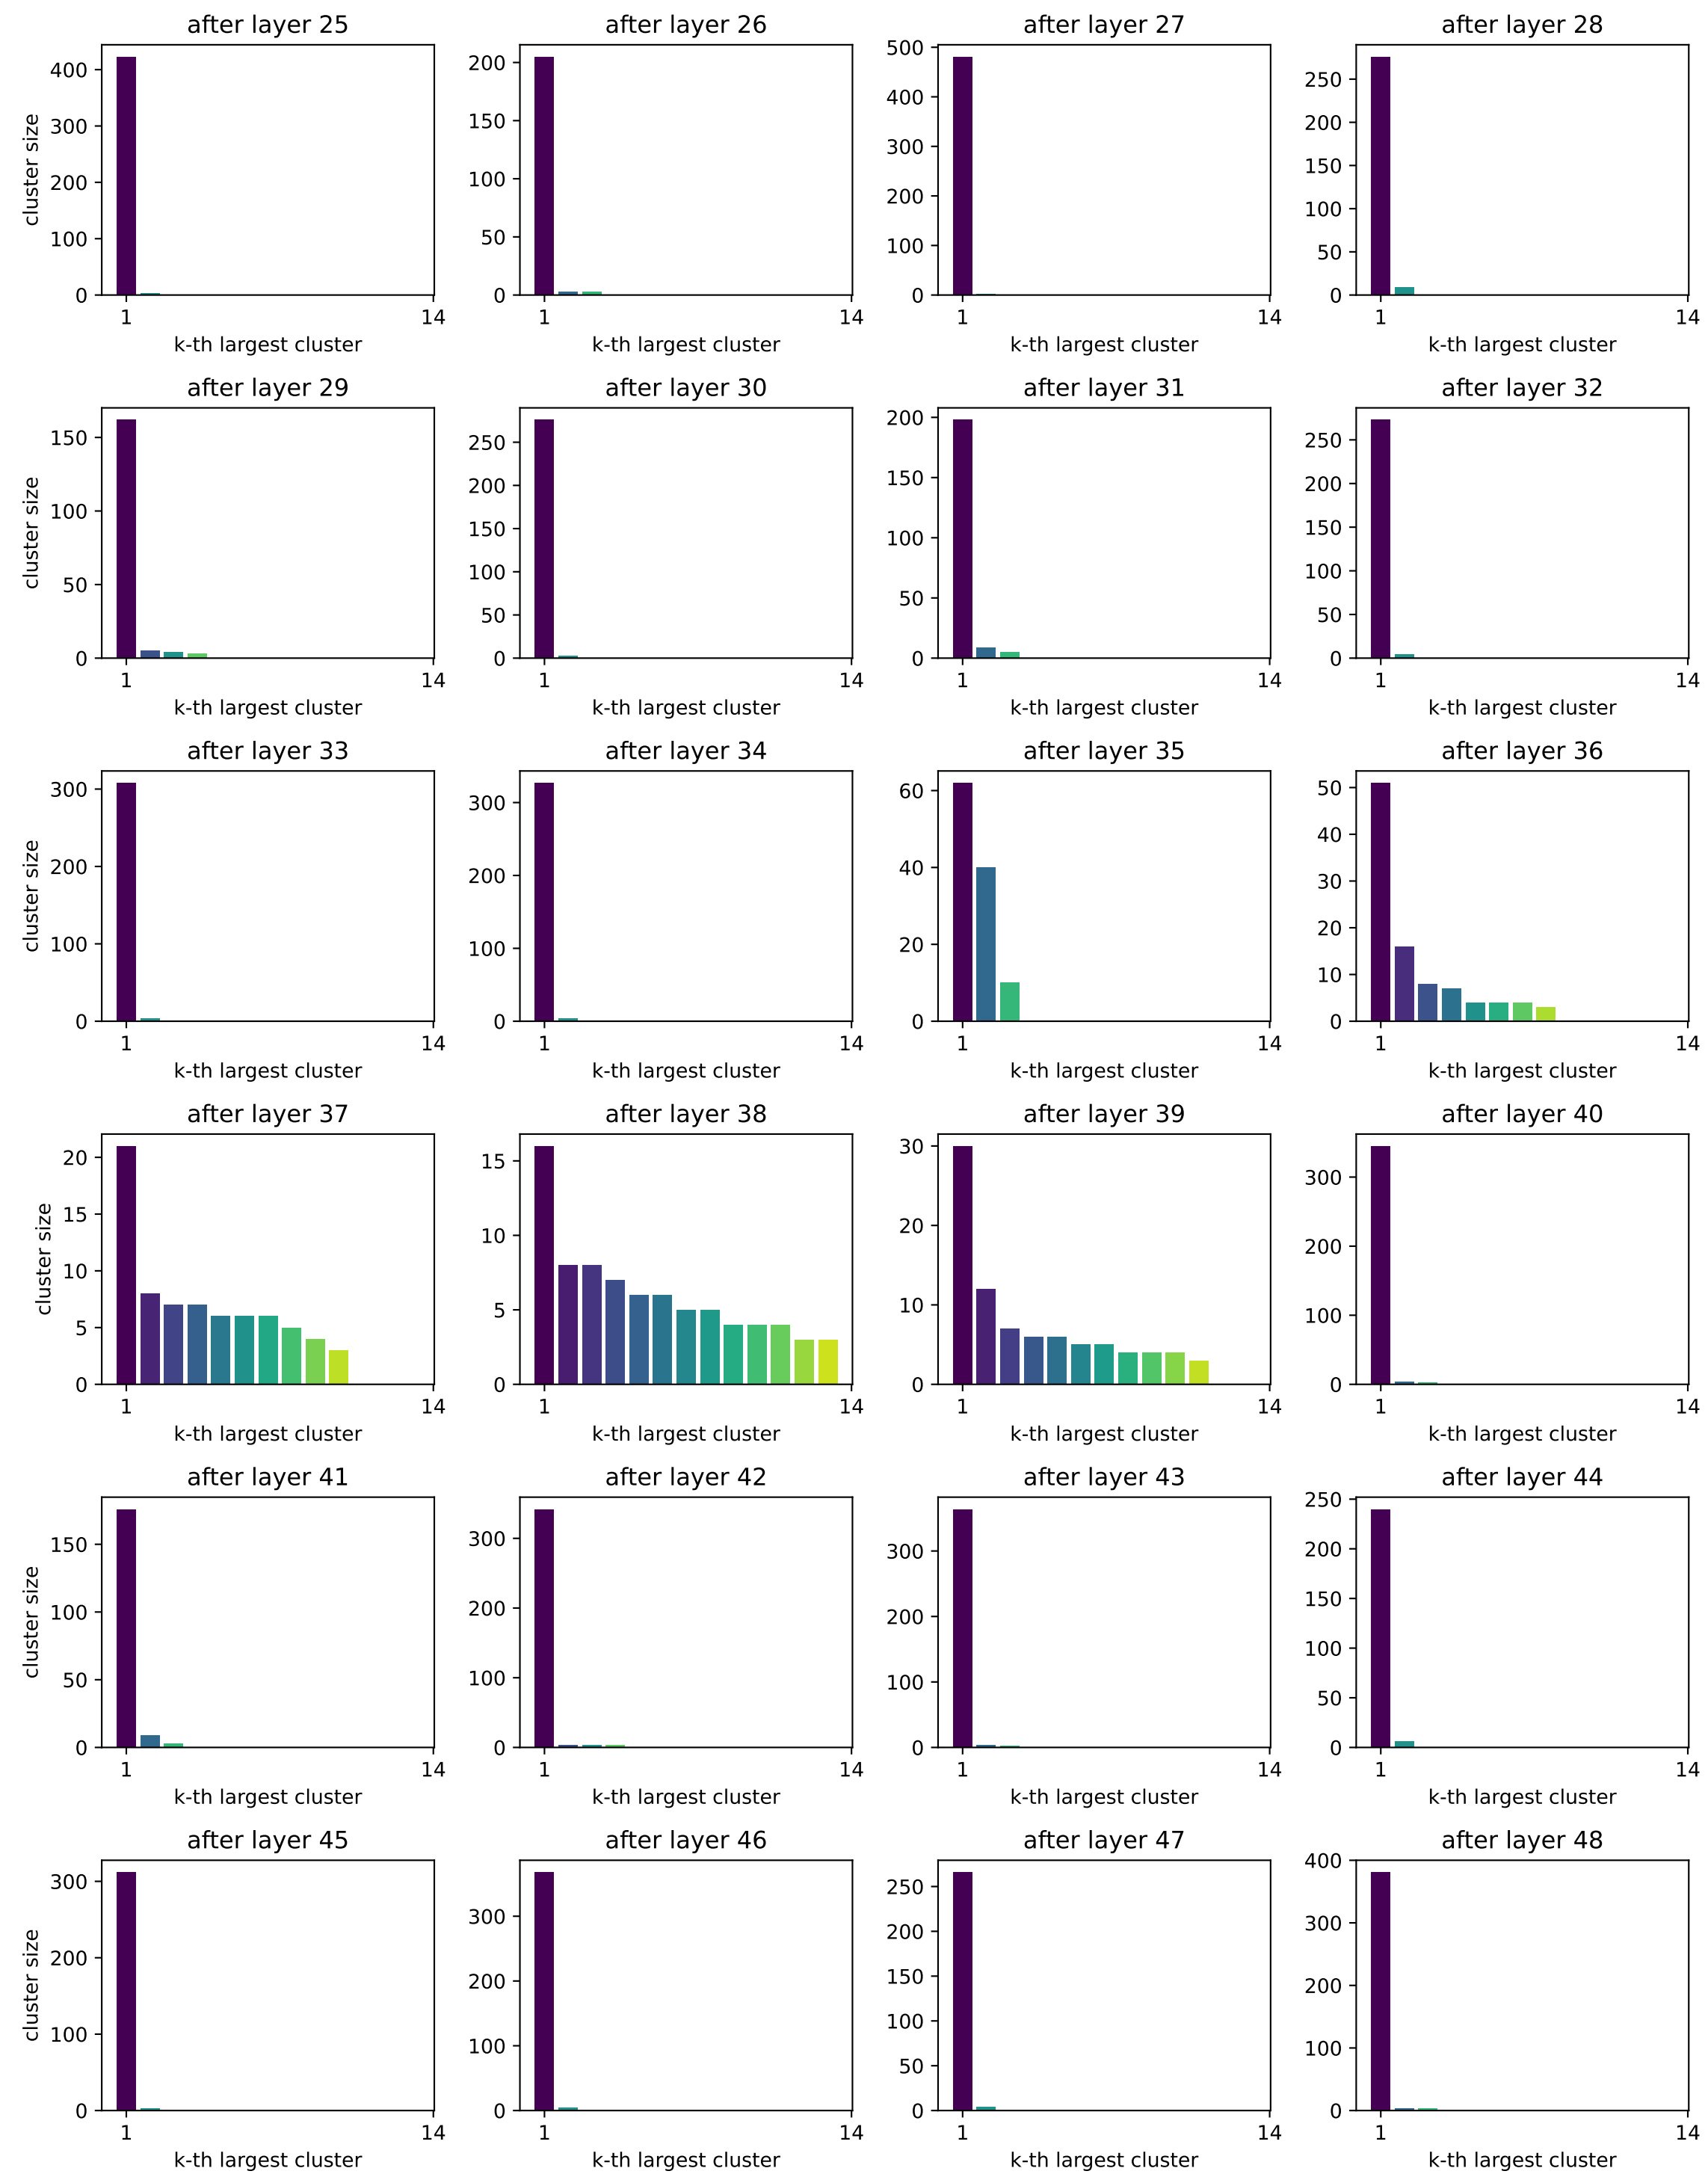 after layer 25
after layer 26
after layer 27
after layer 28
cluster size
400
300
200
100
0
200
150
100
50
0
500
400
300
200
100
0
250
200
150
100
50
0
1 14
1 14
1 14
1 14
k-th largest cluster
k-th largest cluster
k-th largest cluster
k-th largest cluster
after layer 29
after layer 30
after layer 31
after layer 32
cluster size
150
100
50
0
250
200
150
100
50
0
200
150
100
50
0
250
200
150
100
50
0
1 14
1 14
1 14
1 14
k-th largest cluster
k-th largest cluster
k-th largest cluster
k-th largest cluster
after layer 33
after layer 34
after layer 35
after layer 36
cluster size
300
200
100
0
300
200
100
0
60
40
20
0
50
40
30
20
10
0
1 14
1 14
1 14
1 14
k-th largest cluster
k-th largest cluster
k-th largest cluster
k-th largest cluster
after layer 37
after layer 38
after layer 39
after layer 40
cluster size
20
15
10
5
0
15
10
5
0
30
20
10
0
300
200
100
0
1 14
1 14
1 14
1 14
k-th largest cluster
k-th largest cluster
k-th largest cluster
k-th largest cluster
after layer 41
after layer 42
after layer 43
after layer 44
cluster size
150
100
50
0
300
200
100
0
300
200
100
0
250
200
150
100
50
0
1 14
1 14
1 14
1 14
k-th largest cluster
k-th largest cluster
k-th largest cluster
k-th largest cluster
after layer 45
after layer 46
after layer 47
after layer 48
cluster size
300
200
100
0
300
200
100
0
250
200
150
100
50
0
400
300
200
100
0
1 14
1 14
1 14
1 14
k-th largest cluster
k-th largest cluster
k-th largest cluster
k-th largest cluster